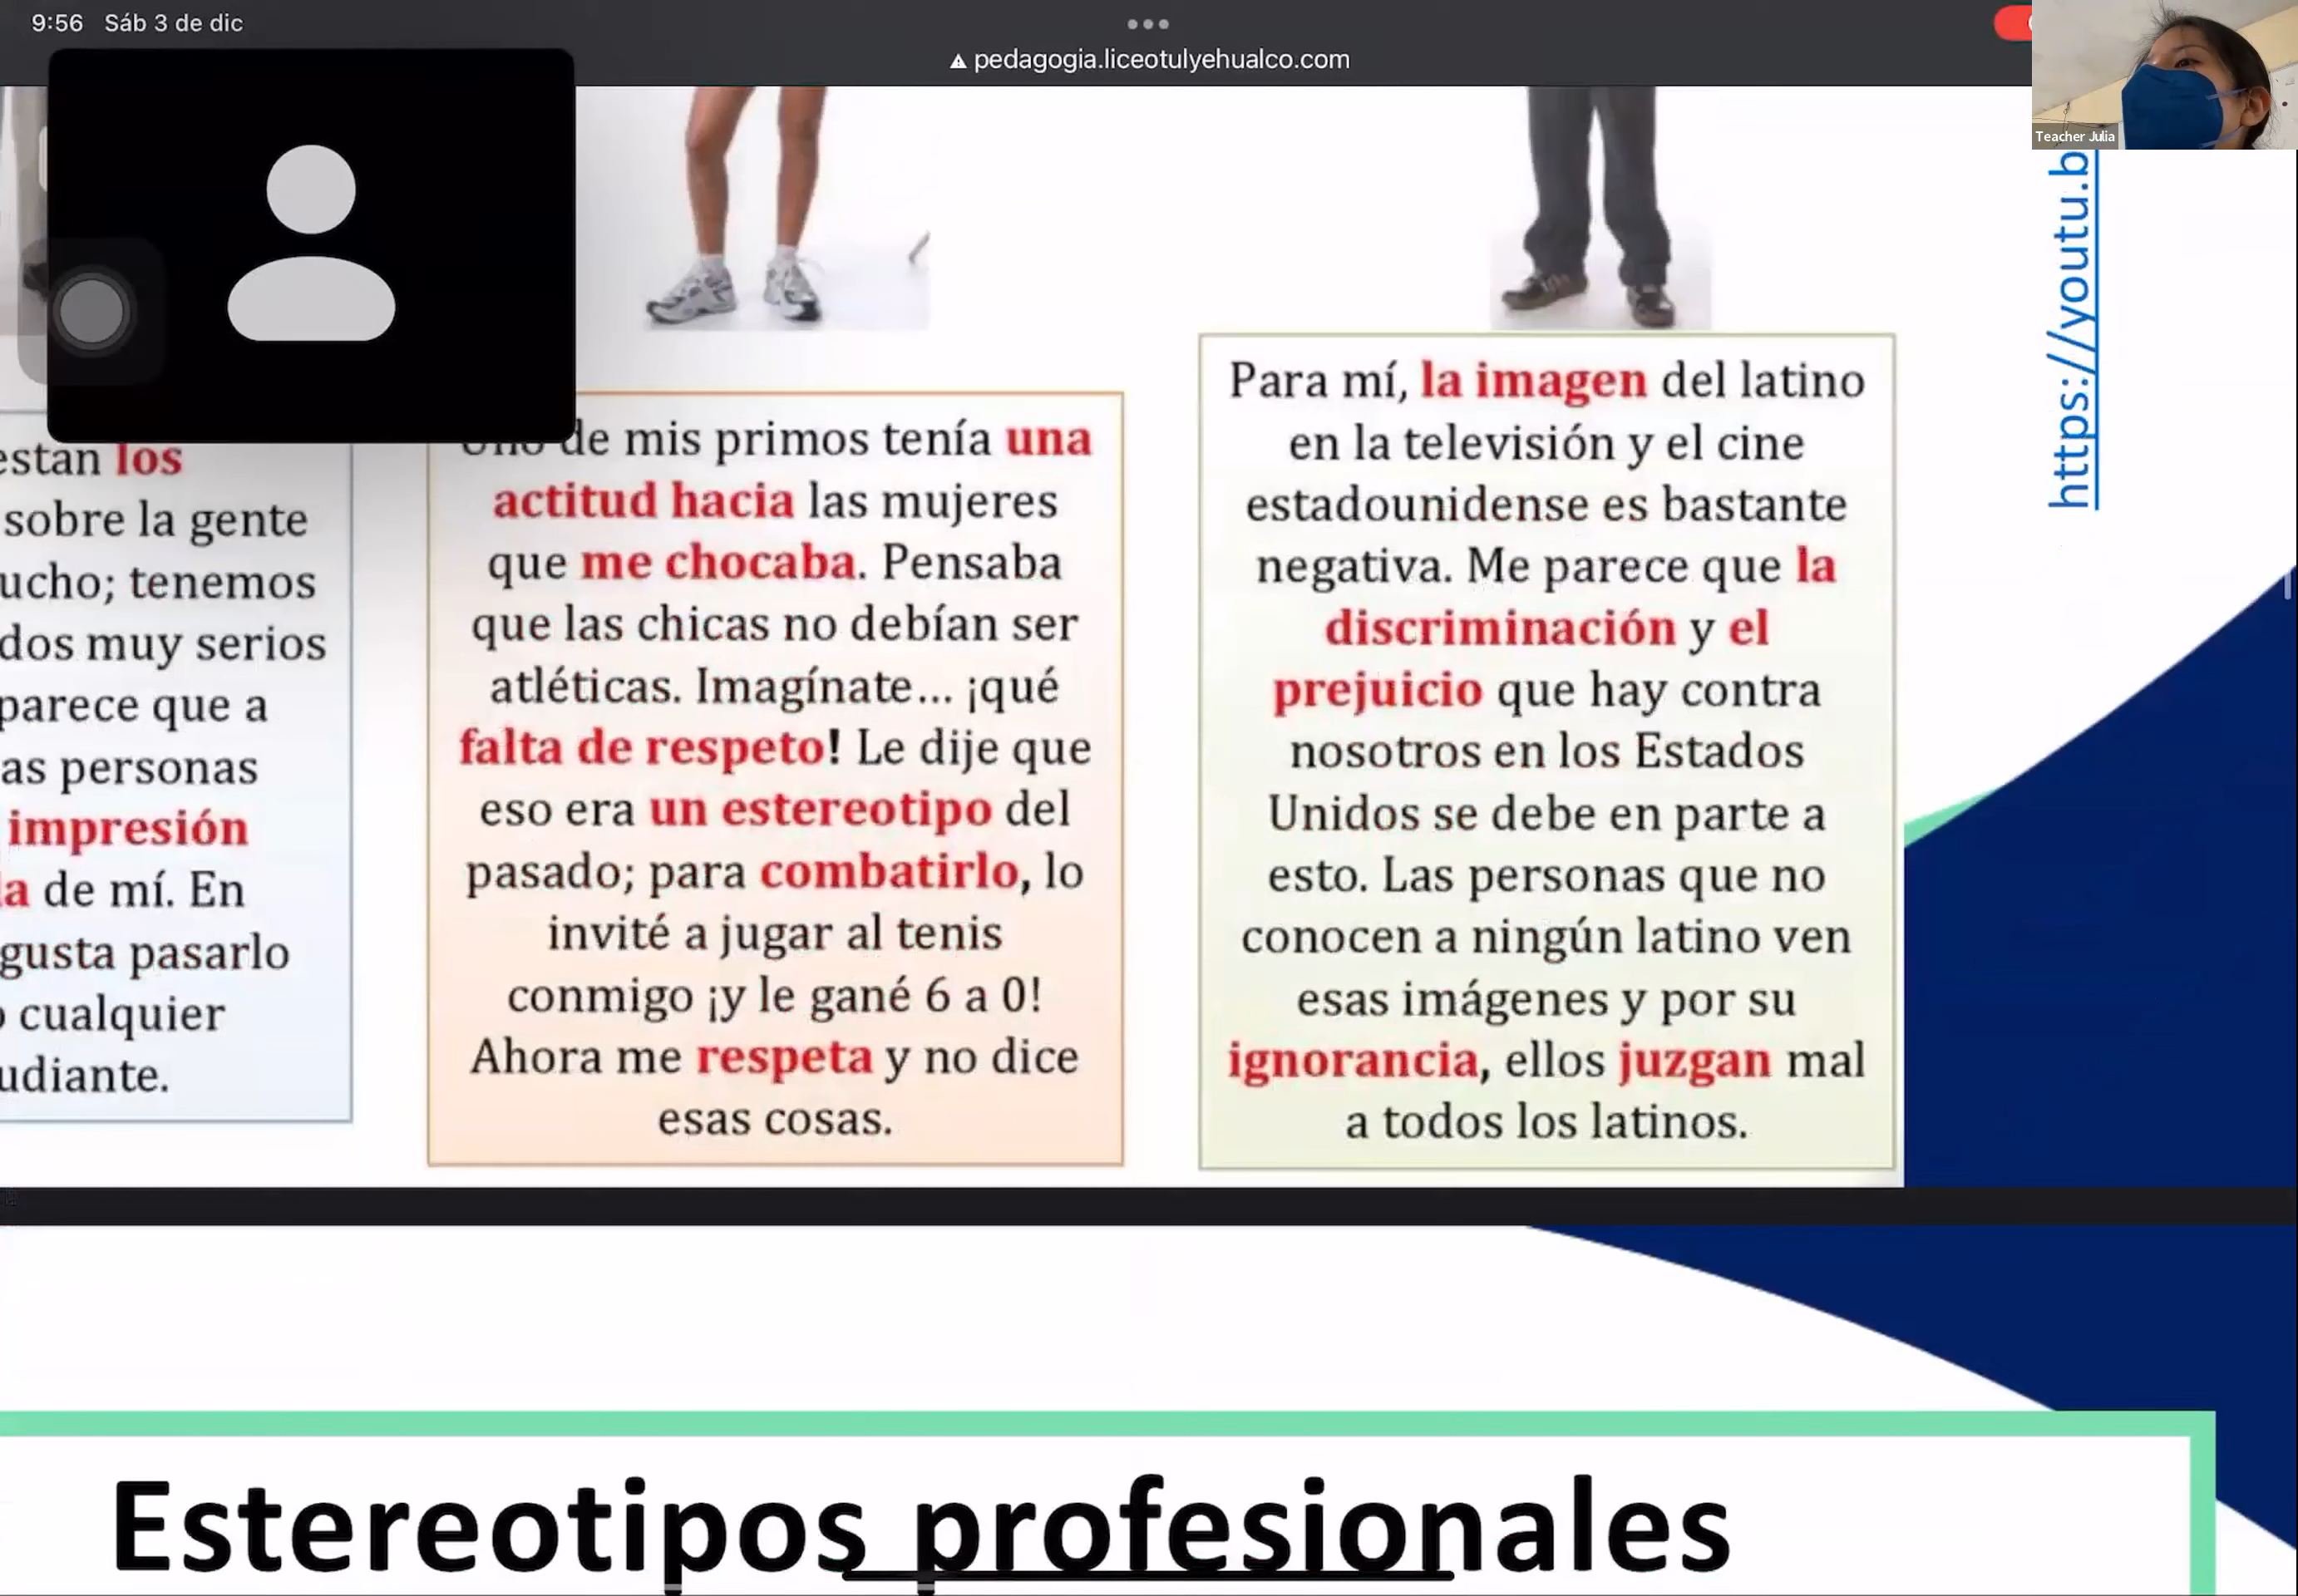 9:56 Sáb 3 de dic
pedagogia.liceotulyehualco.com
Teacher Julia
https://youtu.b
los
sobre la gente
ucho; tenemos
dos muy serios
parece que a
as personas
impresión
a de mí. En
gusta pasarlo
cualquier
udiante.
Uno de mis primos tenía una
actitud hacia las mujeres
que me chocaba. Pensaba
que las chicas no debían ser
atléticas. Imagínate... ¡qué
falta de respeto! Le dije que
eso era un estereotipo del
pasado; para combatirlo, lo
invité a jugar al tenis
conmigo ¡y le gané 6 a 0!
Ahora me respeta y no dice
esas cosas.
Para mí, la imagen del latino
en la televisión y el cine
estadounidense es bastante
negativa. Me parece que la
discriminación y el
prejuicio que hay contra
nosotros en los Estados
Unidos se debe en parte a
esto. Las personas que no
conocen a ningún latino ven
esas imágenes y por su
ignorancia, ellos juzgan mal
a todos los latinos.
Estereotipos profesionales